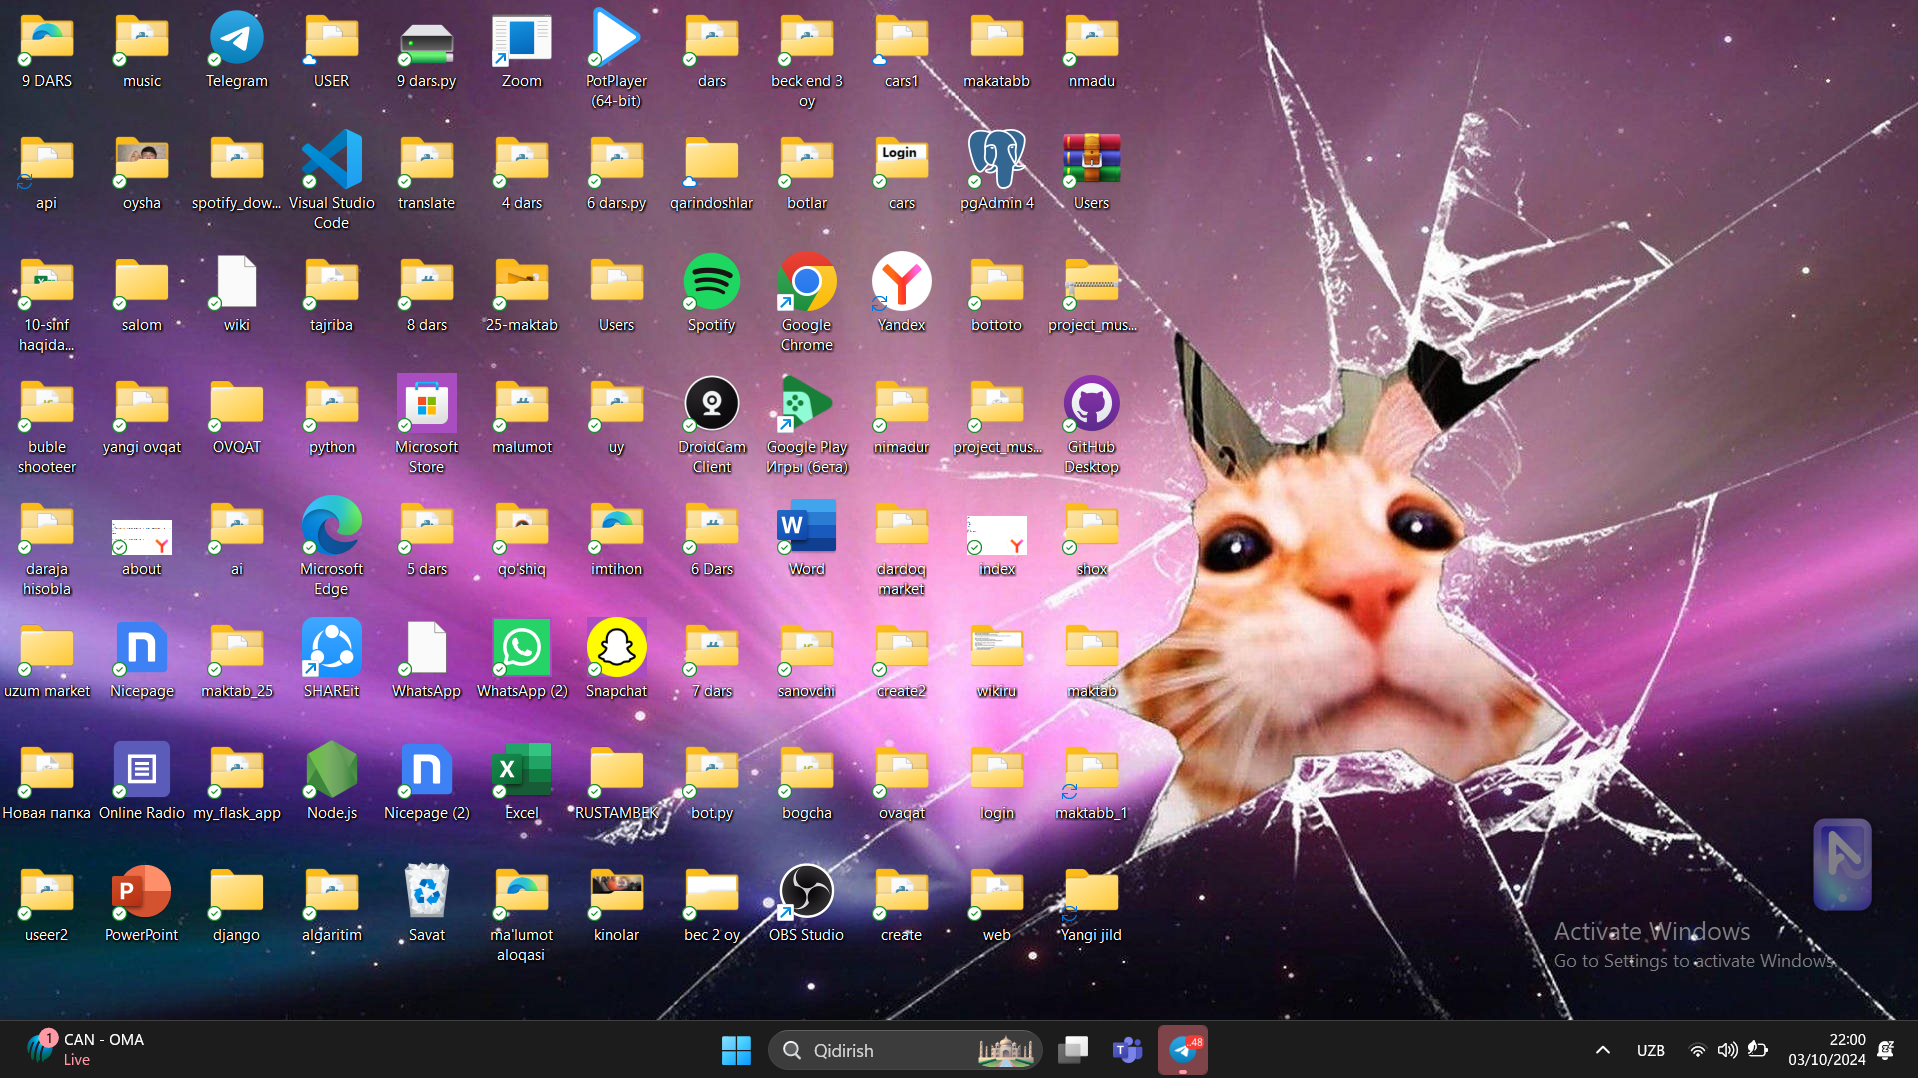 9 DARS
music
Telegram
USER
9 dars.py
Zoom
PotPlayer
(64-bit)
dars
beck end 3
oy
cars1
makatabb
nmadu
api
oysha
spotify_dow...
Visual Studio
Code
translate
4 dars
6 dars.py
qarindoshlar
botlar
Login
cars
pgAdmin 4
Users
10-sinf
haqida...
salom
wiki
tajriba
8 dars
25-maktab
Users
Spotify
Google
Chrome
Yandex
bottoto
project_mus...
buble
shooteer
yangi ovqat
OVQAT
python
Microsoft
Store
malumot
uy
DroidCam
Client
Google Play
Игры (бета)
nimadur
project_mus...
GitHub
Desktop
daraja
hisobla
about
ai
Microsoft
Edge
5 dars
qo'shiq
imtihon
6 Dars
W
Word
dardoq
market
index
shox
uzum market
Nicepage
maktab_25
SHAREit
WhatsApp
WhatsApp (2)
Snapchat
7 dars
sanovchi
create2
wikiru
maktab
Новая папка
Online Radio
my_flask_app
Node.js
Nicepage (2)
X
Excel
RUSTAMBEK
bot.py
bogcha
ovaqat
login
maktabb_1
useer2
P
PowerPoint
django
algaritim
Savat
ma'lumot
aloqasi
kinolar
bec 2 oy
OBS Studio
create
web
Yangi jild
Activate Windows
Go to Settings to activate Windows.
1
CAN - OMA
Live
Qidirish
48
UZB
22:00
03/10/2024